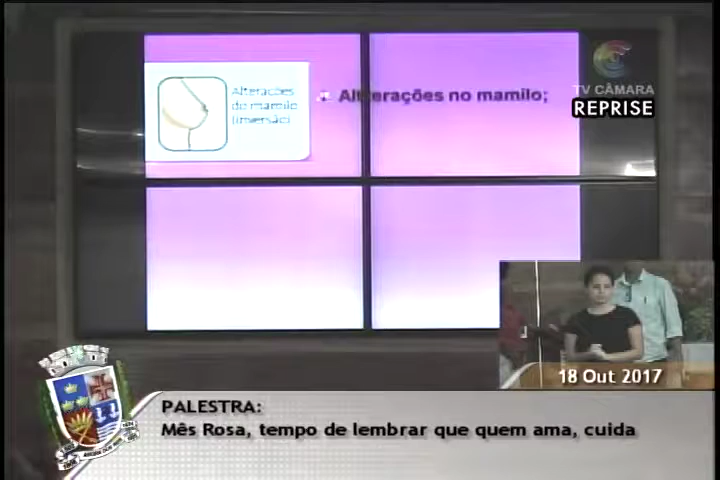 Alterações
do mamilo
(inversão)
Alterações no mamilo;
TV CÂMARA
REPRISE
18 Out 2017
PALESTRA:
Mês Rosa, tempo de lembrar que quem ama, cuida